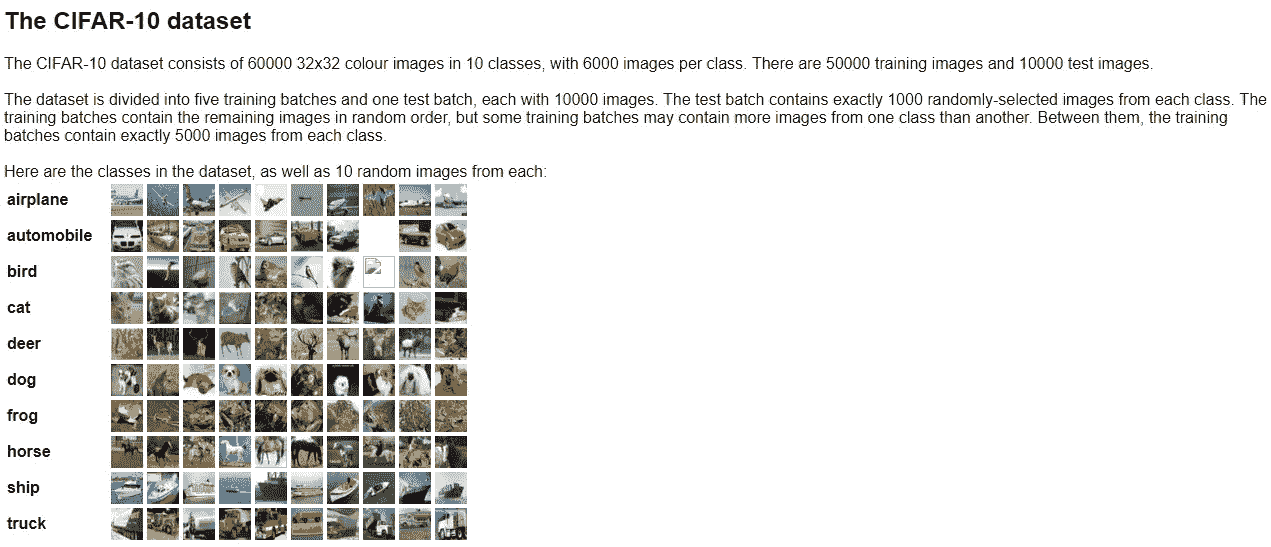 The CIFAR-10 dataset
The CIFAR-10 dataset consists of 60000 32x32 colour images in 10 classes, with 6000 images per class. There are 50000 training images and 10000 test images.
The dataset is divided into five training batches and one test batch, each with 10000 images. The test batch contains exactly 1000 randomly-selected images from each class. The
training batches contain the remaining images in random order, but some training batches may contain more images from one class than another. Between them, the training
batches contain exactly 5000 images from each class.
Here are the classes in the dataset, as well as 10 random images from each:
airplane
automobile
bird
cat
deer
dog
frog
horse
ship
truck